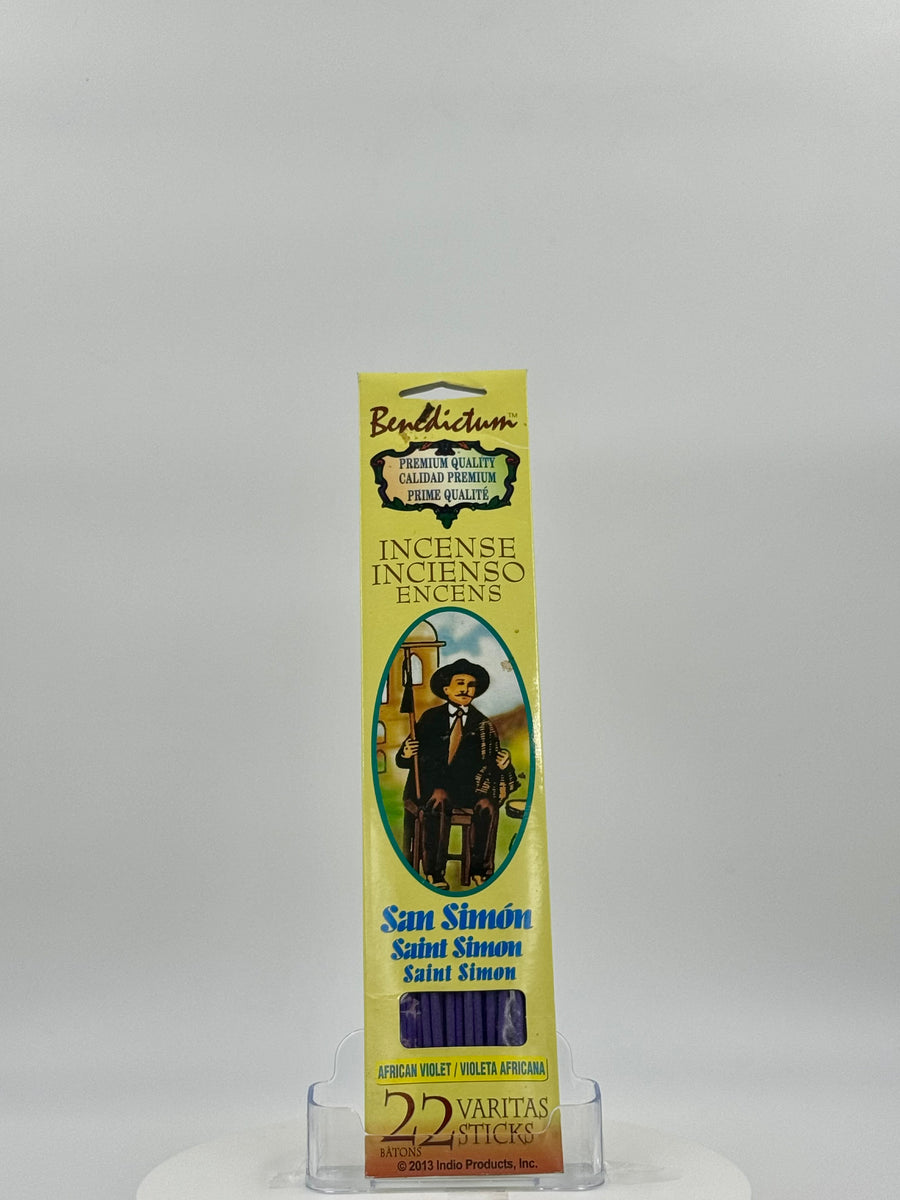 Benedictum™
PREMIUM QUALITY
CALIDAD PREMIUM
PRIME QUALITÉ
INCENSE
INCIENSO
ENCENS
San Simón
Saint Simon
Saint Simon
AFRICAN VIOLET / VIOLETA AFRICANA
22 VARITAS
STICKS
BÂTONS
© 2013 Indio Products, Inc.